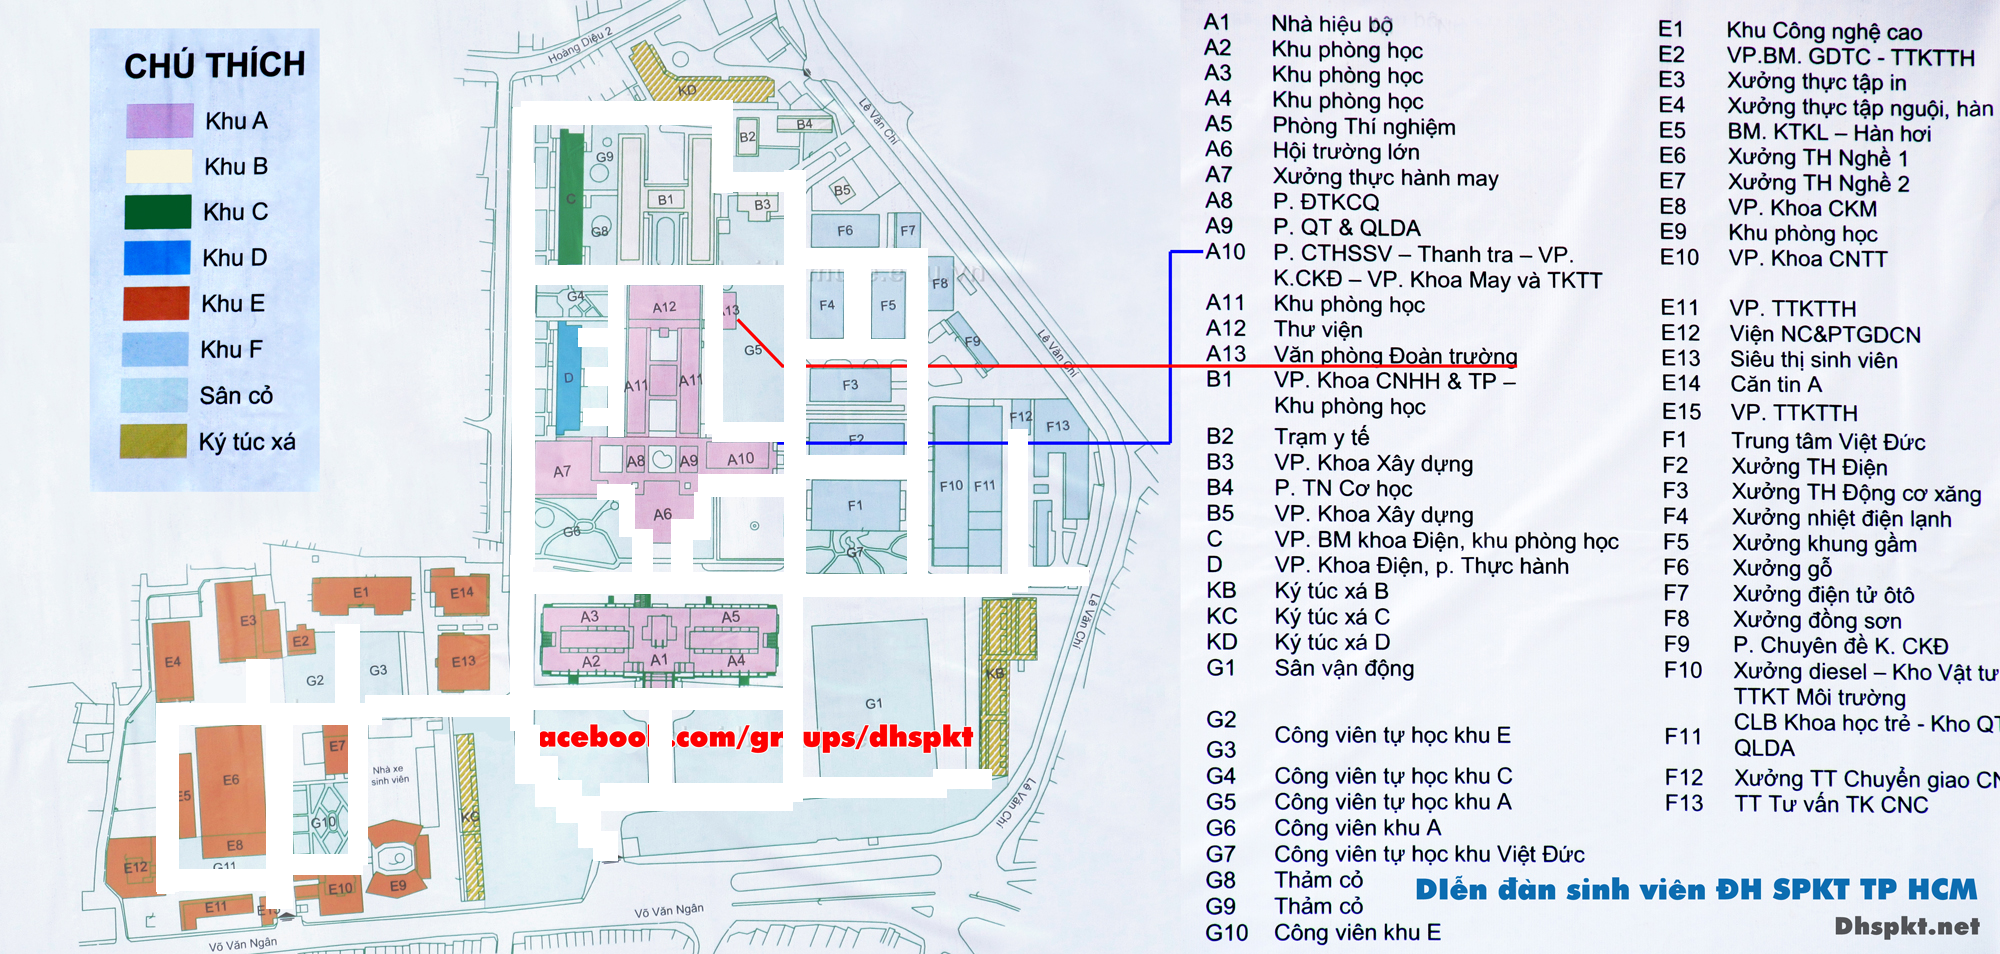 CHÚ THÍCH
Khu A
Khu B
Khu C
Khu D
Khu E
Khu F
Sân cỏ
Ký túc xá
Hoàng Diệu 2
KD
B2
B4
Lê Văn Chí
G9
C
B1
B5
B3
G8
F6
F7
G4
A12
A13
F4
F5
F8
G5
F9
Lê Văn Chí
D
A11
A11
F3
F12
F13
F2
A7
A8
A9
A10
F10
F11
A6
F1
G6
G7
E1
E14
E3
A3
A5
Lê Văn Chí
E2
E4
G3
E13
A2
A1
A4
G2
KB
G1
acebook.com/groups/dhspkt
E7
Nhà xe
sinh viên
E6
E5
Lê Văn Chí
G10
KC
E8
G11
E12
E9
E10
E11
Võ Văn Ngân
Võ Văn Ngân
A1 Nhà hiệu bộ
A2 Khu phòng học
A3 Khu phòng học
A4 Khu phòng học
A5 Phòng Thí nghiệm
A6 Hội trường lớn
A7 Xưởng thực hành may
A8 P. ĐTKCQ
A9 P. QT & QLDA
A10 P. CTHSSV – Thanh tra – VP.
K.CKĐ – VP. Khoa May và TKTT
A11 Khu phòng học
A12 Thư viện
A13 Văn phòng Đoàn trường
B1 VP. Khoa CNHH & TP –
Khu phòng học
B2 Trạm y tế
B3 VP. Khoa Xây dựng
B4 P. TN Cơ học
B5 VP. Khoa Xây dựng
C VP. BM khoa Điện, khu phòng học
D VP. Khoa Điện, p. Thực hành
KB Ký túc xá B
KC Ký túc xá C
KD Ký túc xá D
G1 Sân vận động
G2
Công viên tự học khu E
G3
G4 Công viên tự học khu C
G5 Công viên tự học khu A
G6 Công viên khu A
G7 Công viên tự học khu Việt Đức
G8 Thảm cỏ
G9 Thảm cỏ
G10 Công viên khu E
E1 Khu Công nghệ cao
E2 VP.BM. GDTC - TTKTTH
E3 Xưởng thực tập in
E4 Xưởng thực tập nguội, hàn
E5 BM. KTKL – Hàn hơi
E6 Xưởng TH Nghề 1
E7 Xưởng TH Nghề 2
E8 VP. Khoa CKM
E9 Khu phòng học
E10 VP. Khoa CNTT
E11 VP. TTKTTH
E12 Viện NC&PTGDCN
E13 Siêu thị sinh viên
E14 Căn tin A
E15 VP. TTKTTH
F1 Trung tâm Việt Đức
F2 Xưởng TH Điện
F3 Xưởng TH Động cơ xăng
F4 Xưởng nhiệt điện lạnh
F5 Xưởng khung gầm
F6 Xưởng gỗ
F7 Xưởng điện tử ôtô
F8 Xưởng đồng sơn
F9 P. Chuyên đề K. CKĐ
F10 Xưởng diesel – Kho Vật tư
TTKT Môi trường
CLB Khoa học trẻ - Kho QT
F11
QLDA
F12 Xưởng TT Chuyển giao CN
F13 TT Tư vấn TK CNC
DIễn đàn sinh viên ĐH SPKT TP HCM
Dhspkt.net